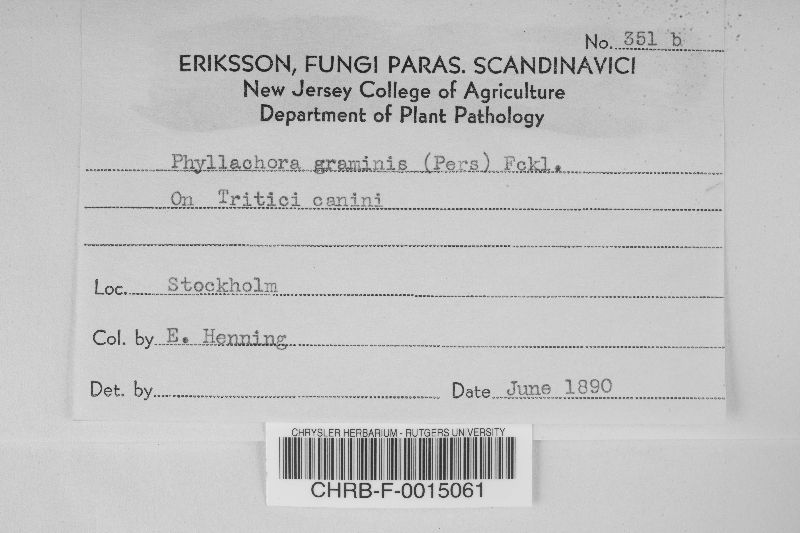 No. 351 b
ERIKSSON, FUNGI PARAS. SCANDINAVICI
New Jersey College of Agriculture
Department of Plant Pathology
Phyllachora graminis (Pers) Fckl.
On Tritici canini
Loc. Stockholm
Col. by E. Henning
Det. by
Date June 1890
CHRYSLER HERBARIUM - RUTGERS UNIVERSITY
CHRB-F-0015061